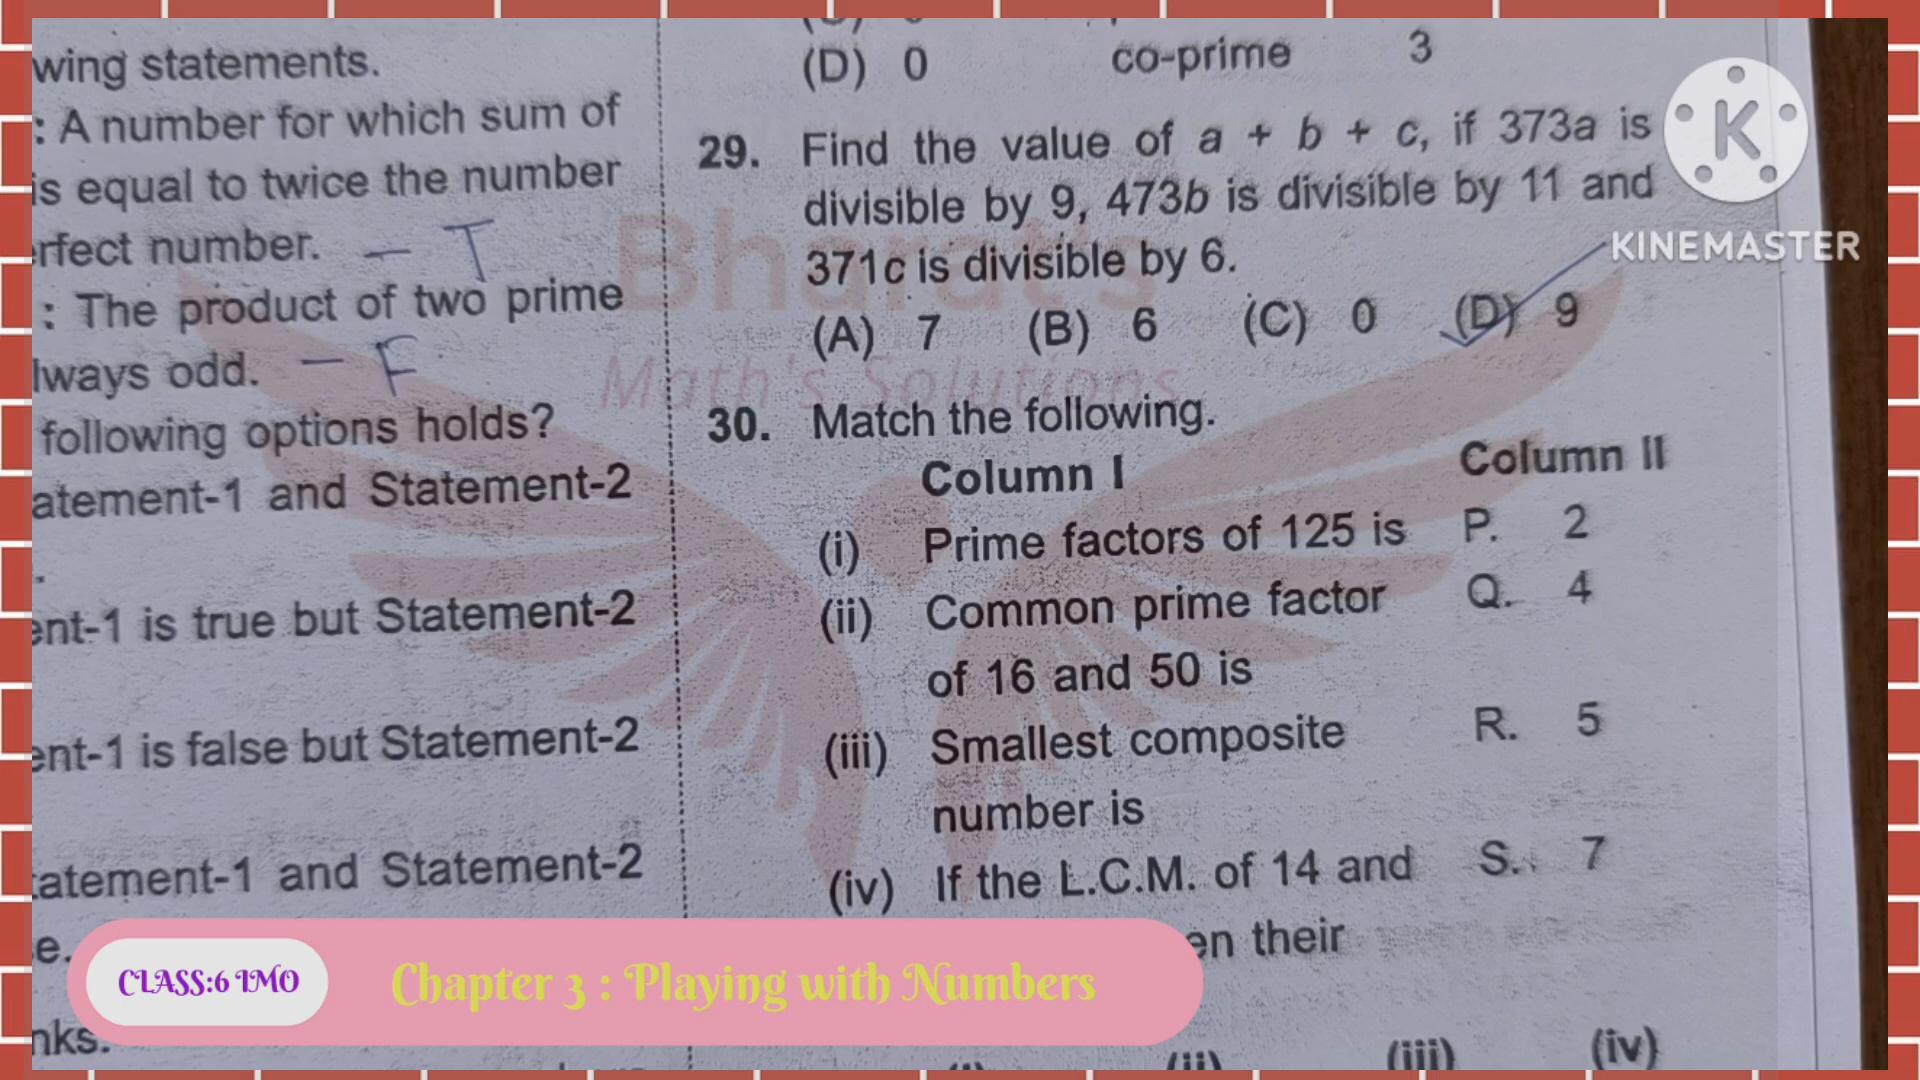 wing statements.
: A number for which sum of
is equal to twice the number
rfect number. – T
: The product of two prime
lways odd. – F
following options holds?
atement-1 and Statement-2
.
ent-1 is true but Statement-2
ent-1 is false but Statement-2
atement-1 and Statement-2
e.
nks.
(D) 0 co-prime 3
29. Find the value of a + b + c, if 373a is
divisible by 9, 473b is divisible by 11 and
371c is divisible by 6.
(A) 7 (B) 6 (C) 0 (D) 9
30. Match the following.
Column I Column II
(i) Prime factors of 125 is P. 2
(ii) Common prime factor Q. 4
of 16 and 50 is
(iii) Smallest composite R. 5
number is
(iv) If the L.C.M. of 14 and S. 7
en their
(ii) (iii) (iv)
Bharat's
Math's Solutions
K
KINEMASTER
CLASS:6 IMO
Chapter 3 : Playing with Numbers